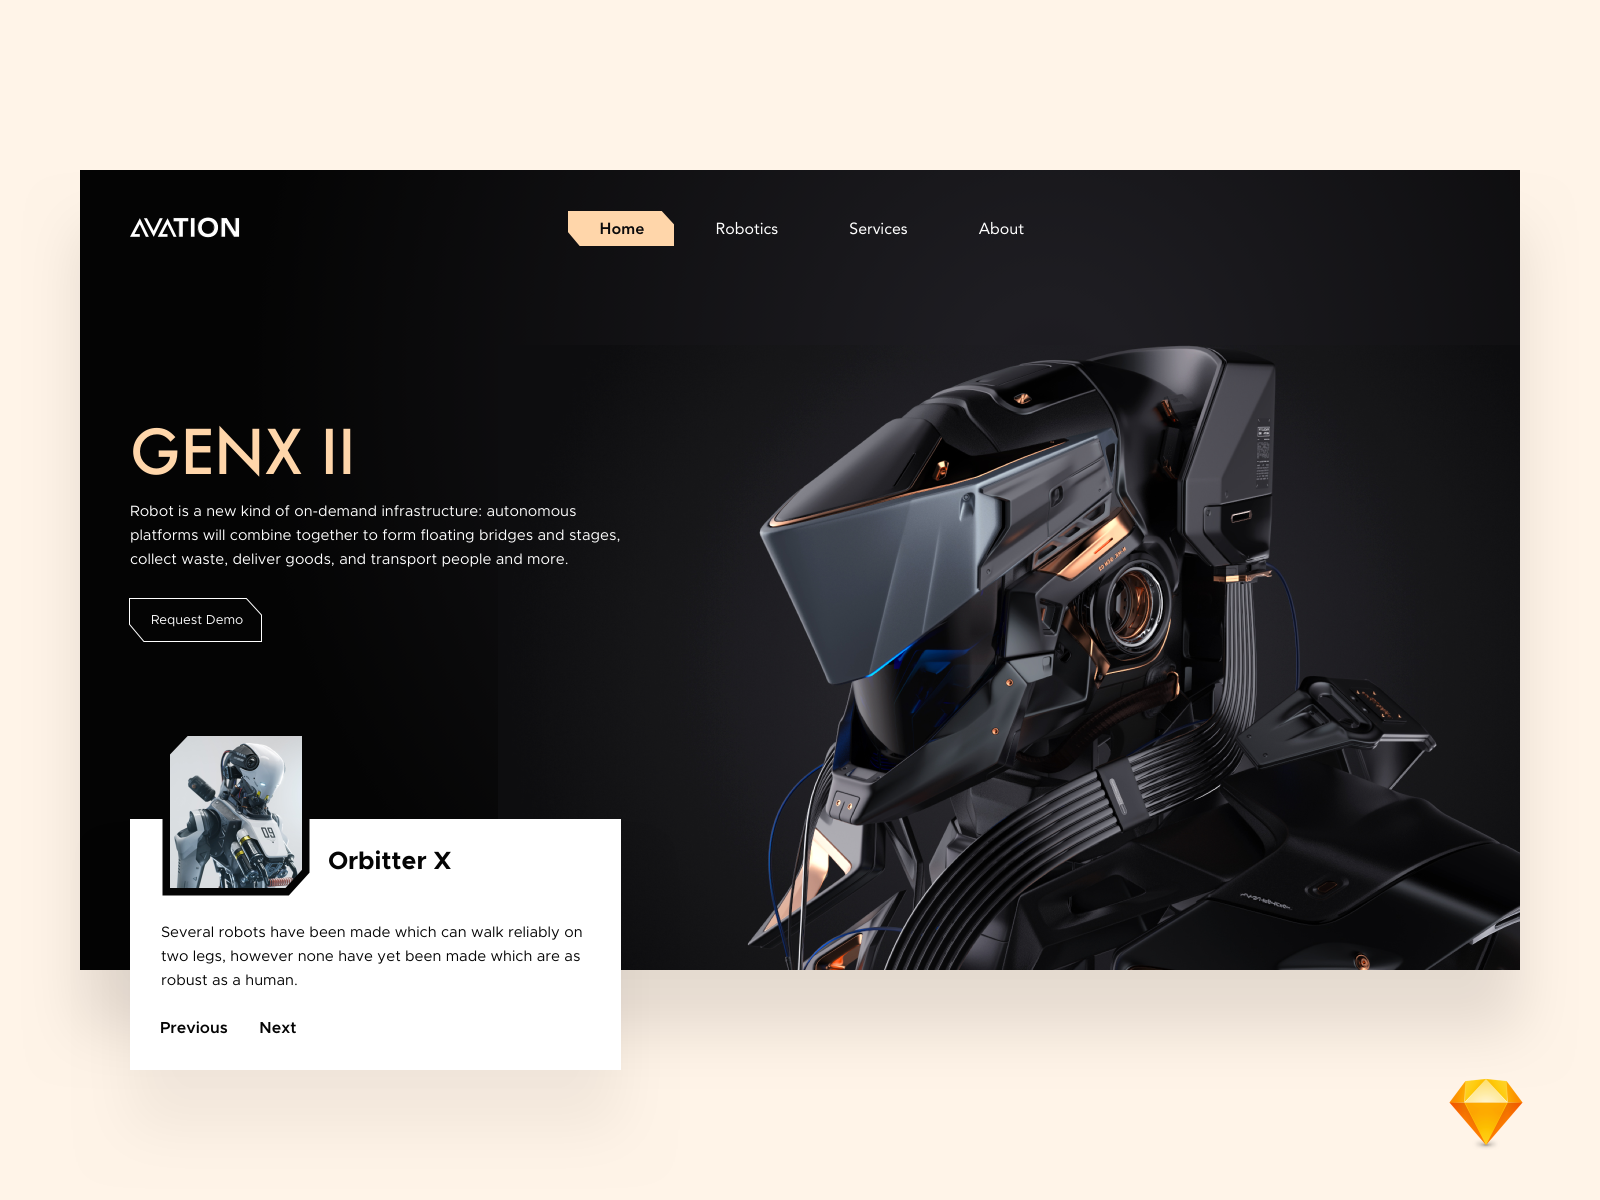 AVATION
Home
Robotics
Services
About
GENX II
Robot is a new kind of on-demand infrastructure: autonomous
platforms will combine together to form floating bridges and stages,
collect waste, deliver goods, and transport people and more.
Request Demo
09
Orbitter X
Several robots have been made which can walk reliably on
two legs, however none have yet been made which are as
robust as a human.
Previous
Next